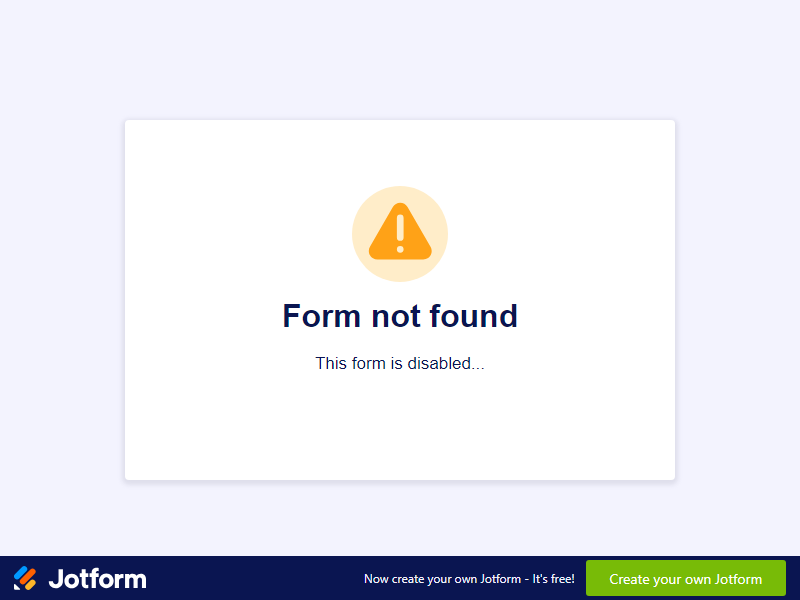 Form not found
This form is disabled...
Jotform
Now create your own Jotform - It's free!
Create your own Jotform